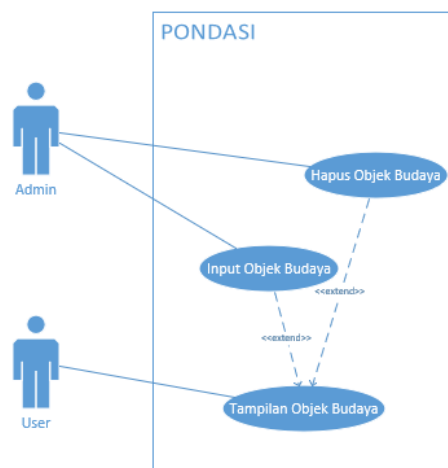 PONDASI
Admin
Hapus Objek Budaya
Input Objek Budaya
<<extend>>
<<extend>>
User
Tampilan Objek Budaya